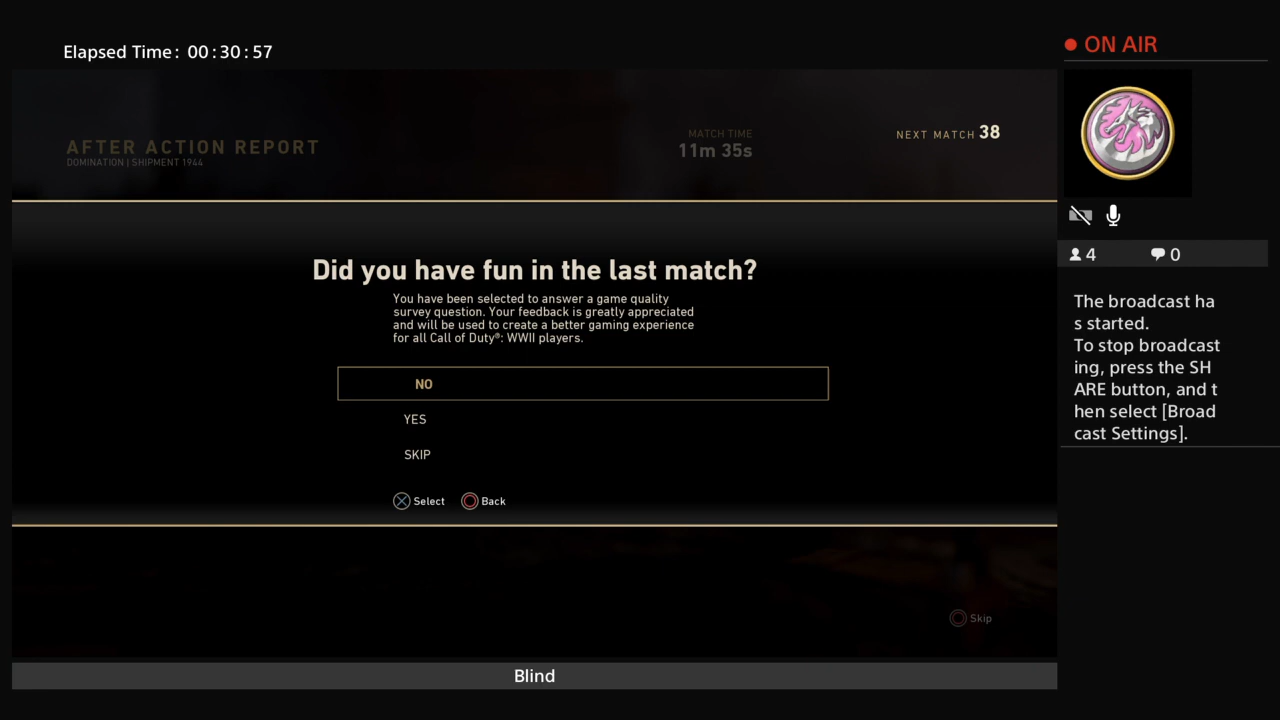 Elapsed Time: 00:30:57
ON AIR
AFTER ACTION REPORT
DOMINATION | SHIPMENT 1944
MATCH TIME
11m 35s
NEXT MATCH 38
4
0
Did you have fun in the last match?
You have been selected to answer a game quality
survey question. Your feedback is greatly appreciated
and will be used to create a better gaming experience
for all Call of Duty®: WWII players.
NO
YES
SKIP
Select
Back
The broadcast ha
s started.
To stop broadcast
ing, press the SH
ARE button, and t
hen select [Broad
cast Settings].
Skip
Blind